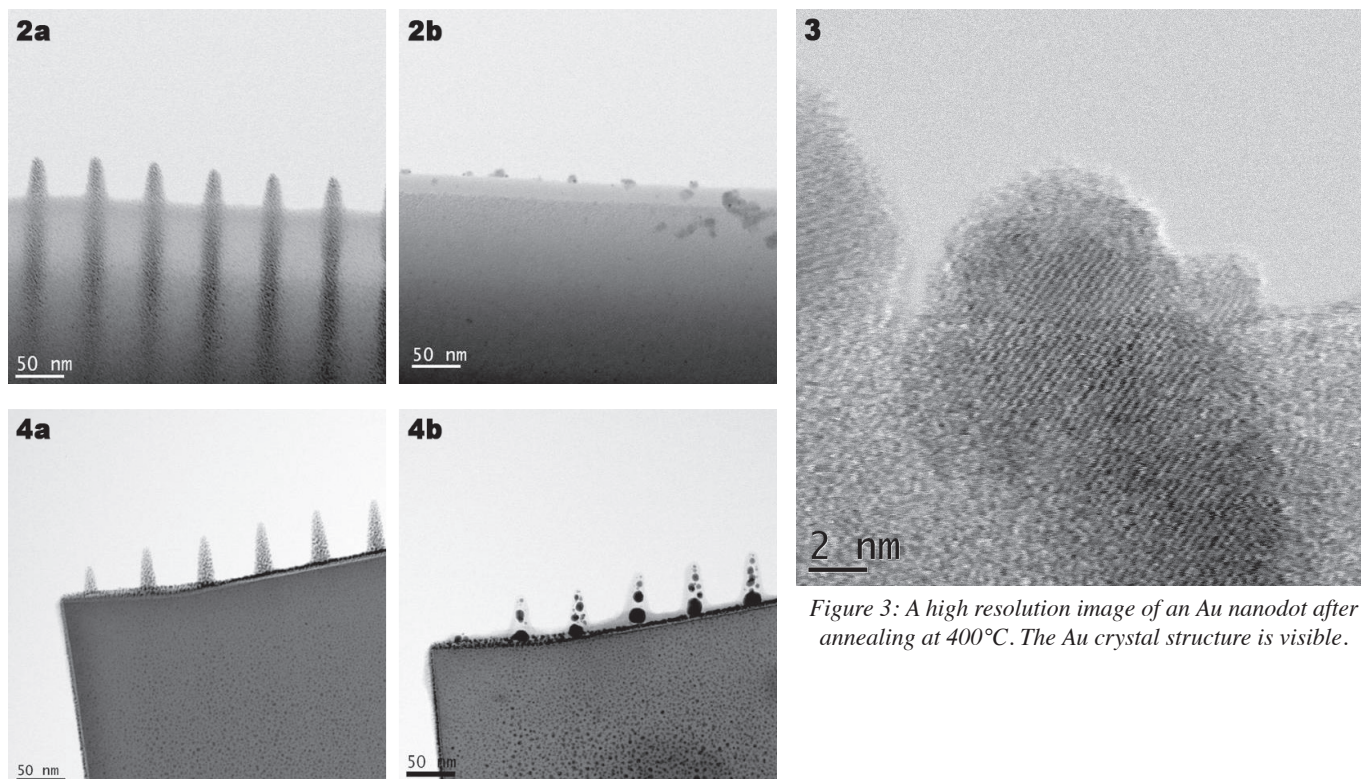 2a
2b
3
50 nm
50 nm
2 nm
4a
4b
50 nm
50 nm
Figure 3: A high resolution image of an Au nanodot after
annealing at 400°C. The Au crystal structure is visible.